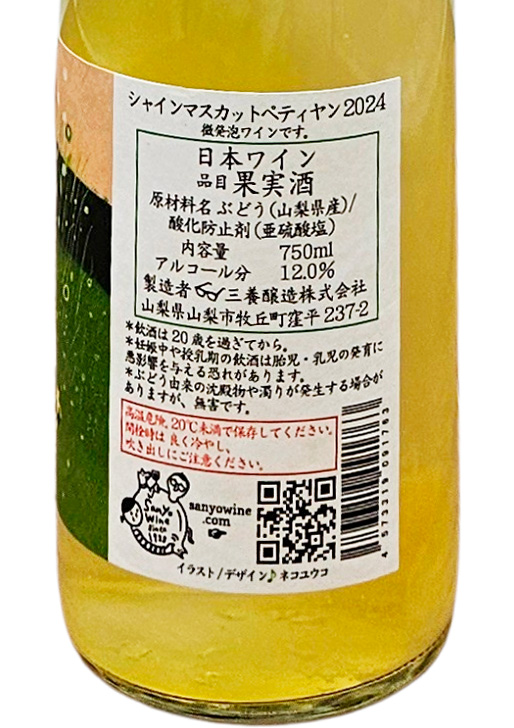 シャインマスカットペティヤン2024
微発泡ワインです。
日本ワイン
品目 果実酒
原材料名 ぶどう(山梨県産)/
酸化防止剤(亜硫酸塩)
内容量 750ml
アルコール分 12.0%
製造者 三養醸造株式会社
山梨県山梨市牧丘町窪平 237-2
*飲酒は20歳を過ぎてから。
*妊娠中や授乳期の飲酒は胎児・乳児の発育に
悪影響を与える恐れがあります。
*ぶどう由来の沈殿物や濁りが発生する場合が
ありますが、無害です。
高温危険。20℃未満で保存してください。
開栓時は 良く冷やし、
吹き出しにご注意ください。
SanYo
Wine
since
1933
sanyowine
.com
イラスト/デザイン♪ネコユウコ
4 573319 091763